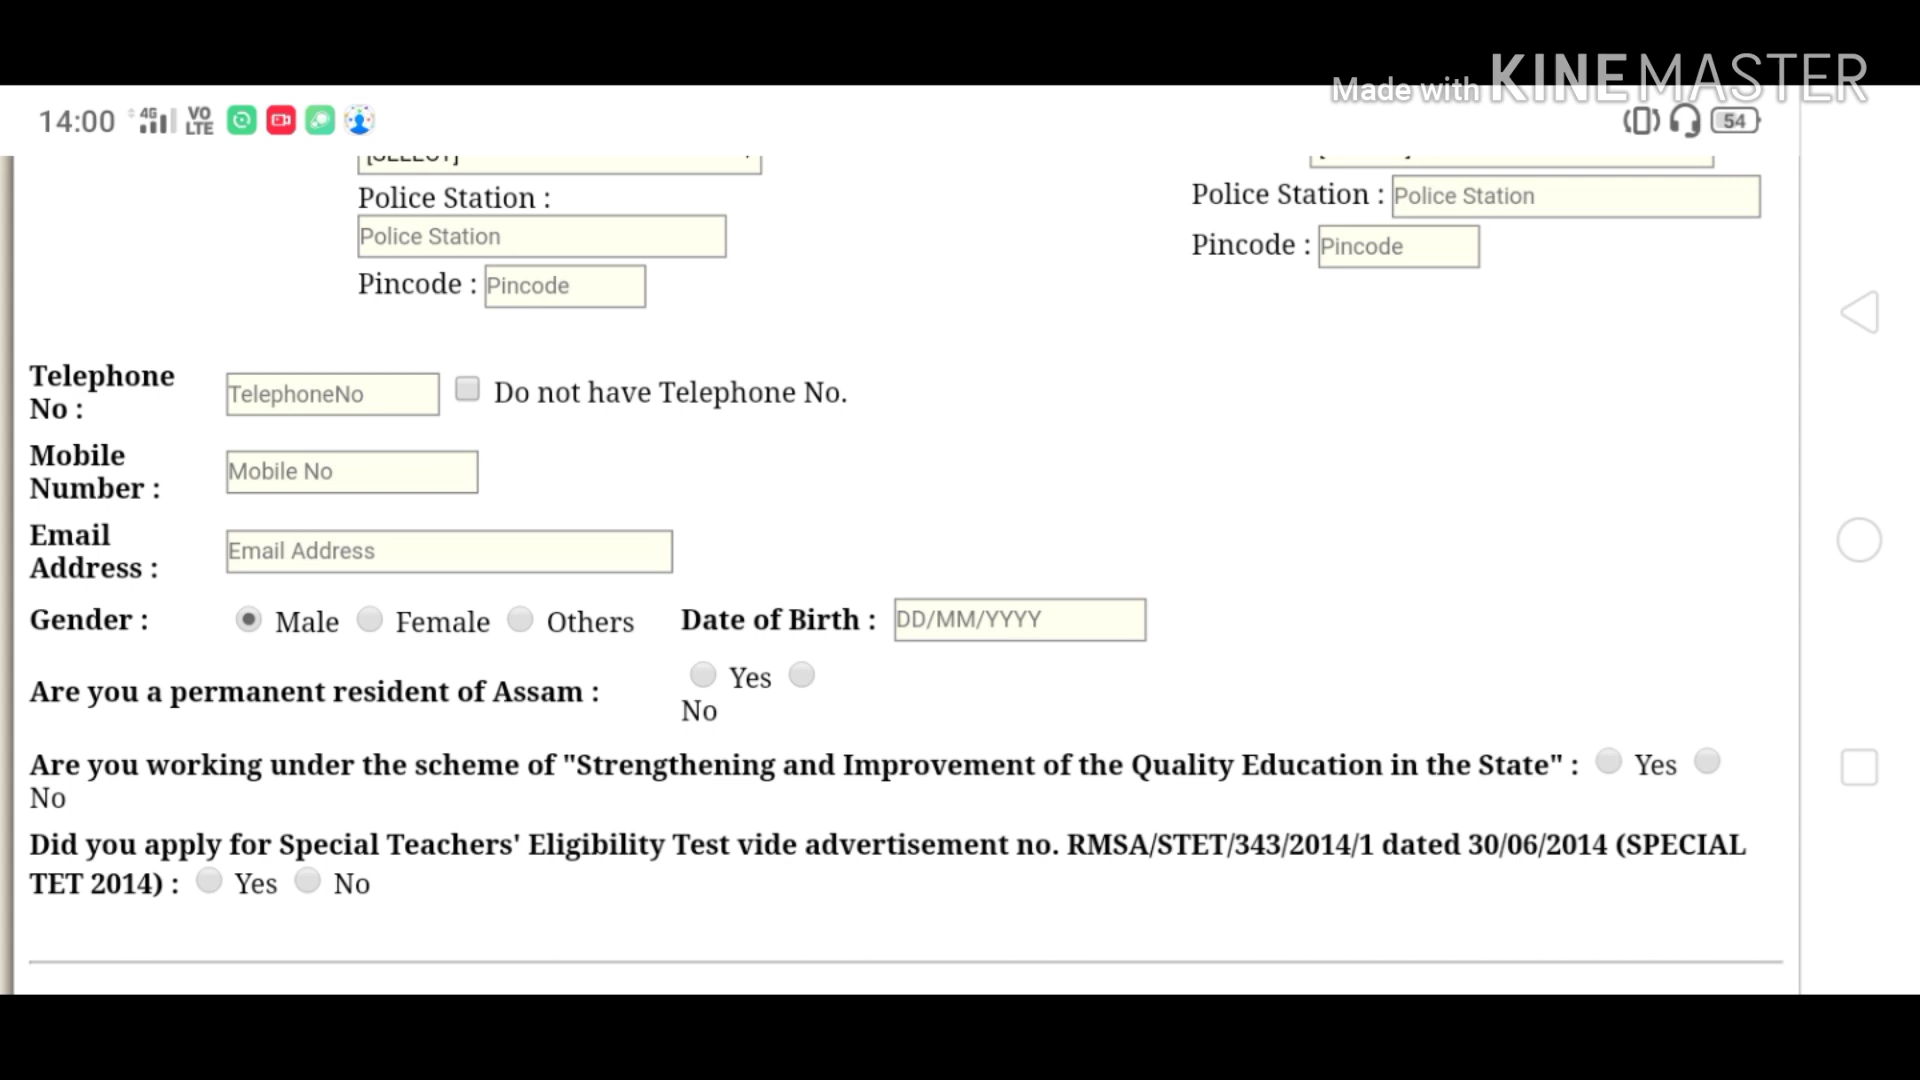 Made with KINEMASTER
14:00 4G VO LTE 54
[SELECT]
Police Station :
Police Station
Pincode : Pincode
Police Station : Police Station
Pincode : Pincode
Telephone
No :
TelephoneNo Do not have Telephone No.
Mobile
Number :
Mobile No
Email
Address :
Email Address
Gender : Male Female Others Date of Birth : DD/MM/YYYY
Are you a permanent resident of Assam : Yes
No
Are you working under the scheme of "Strengthening and Improvement of the Quality Education in the State" : Yes
No
Did you apply for Special Teachers' Eligibility Test vide advertisement no. RMSA/STET/343/2014/1 dated 30/06/2014 (SPECIAL
TET 2014) : Yes No